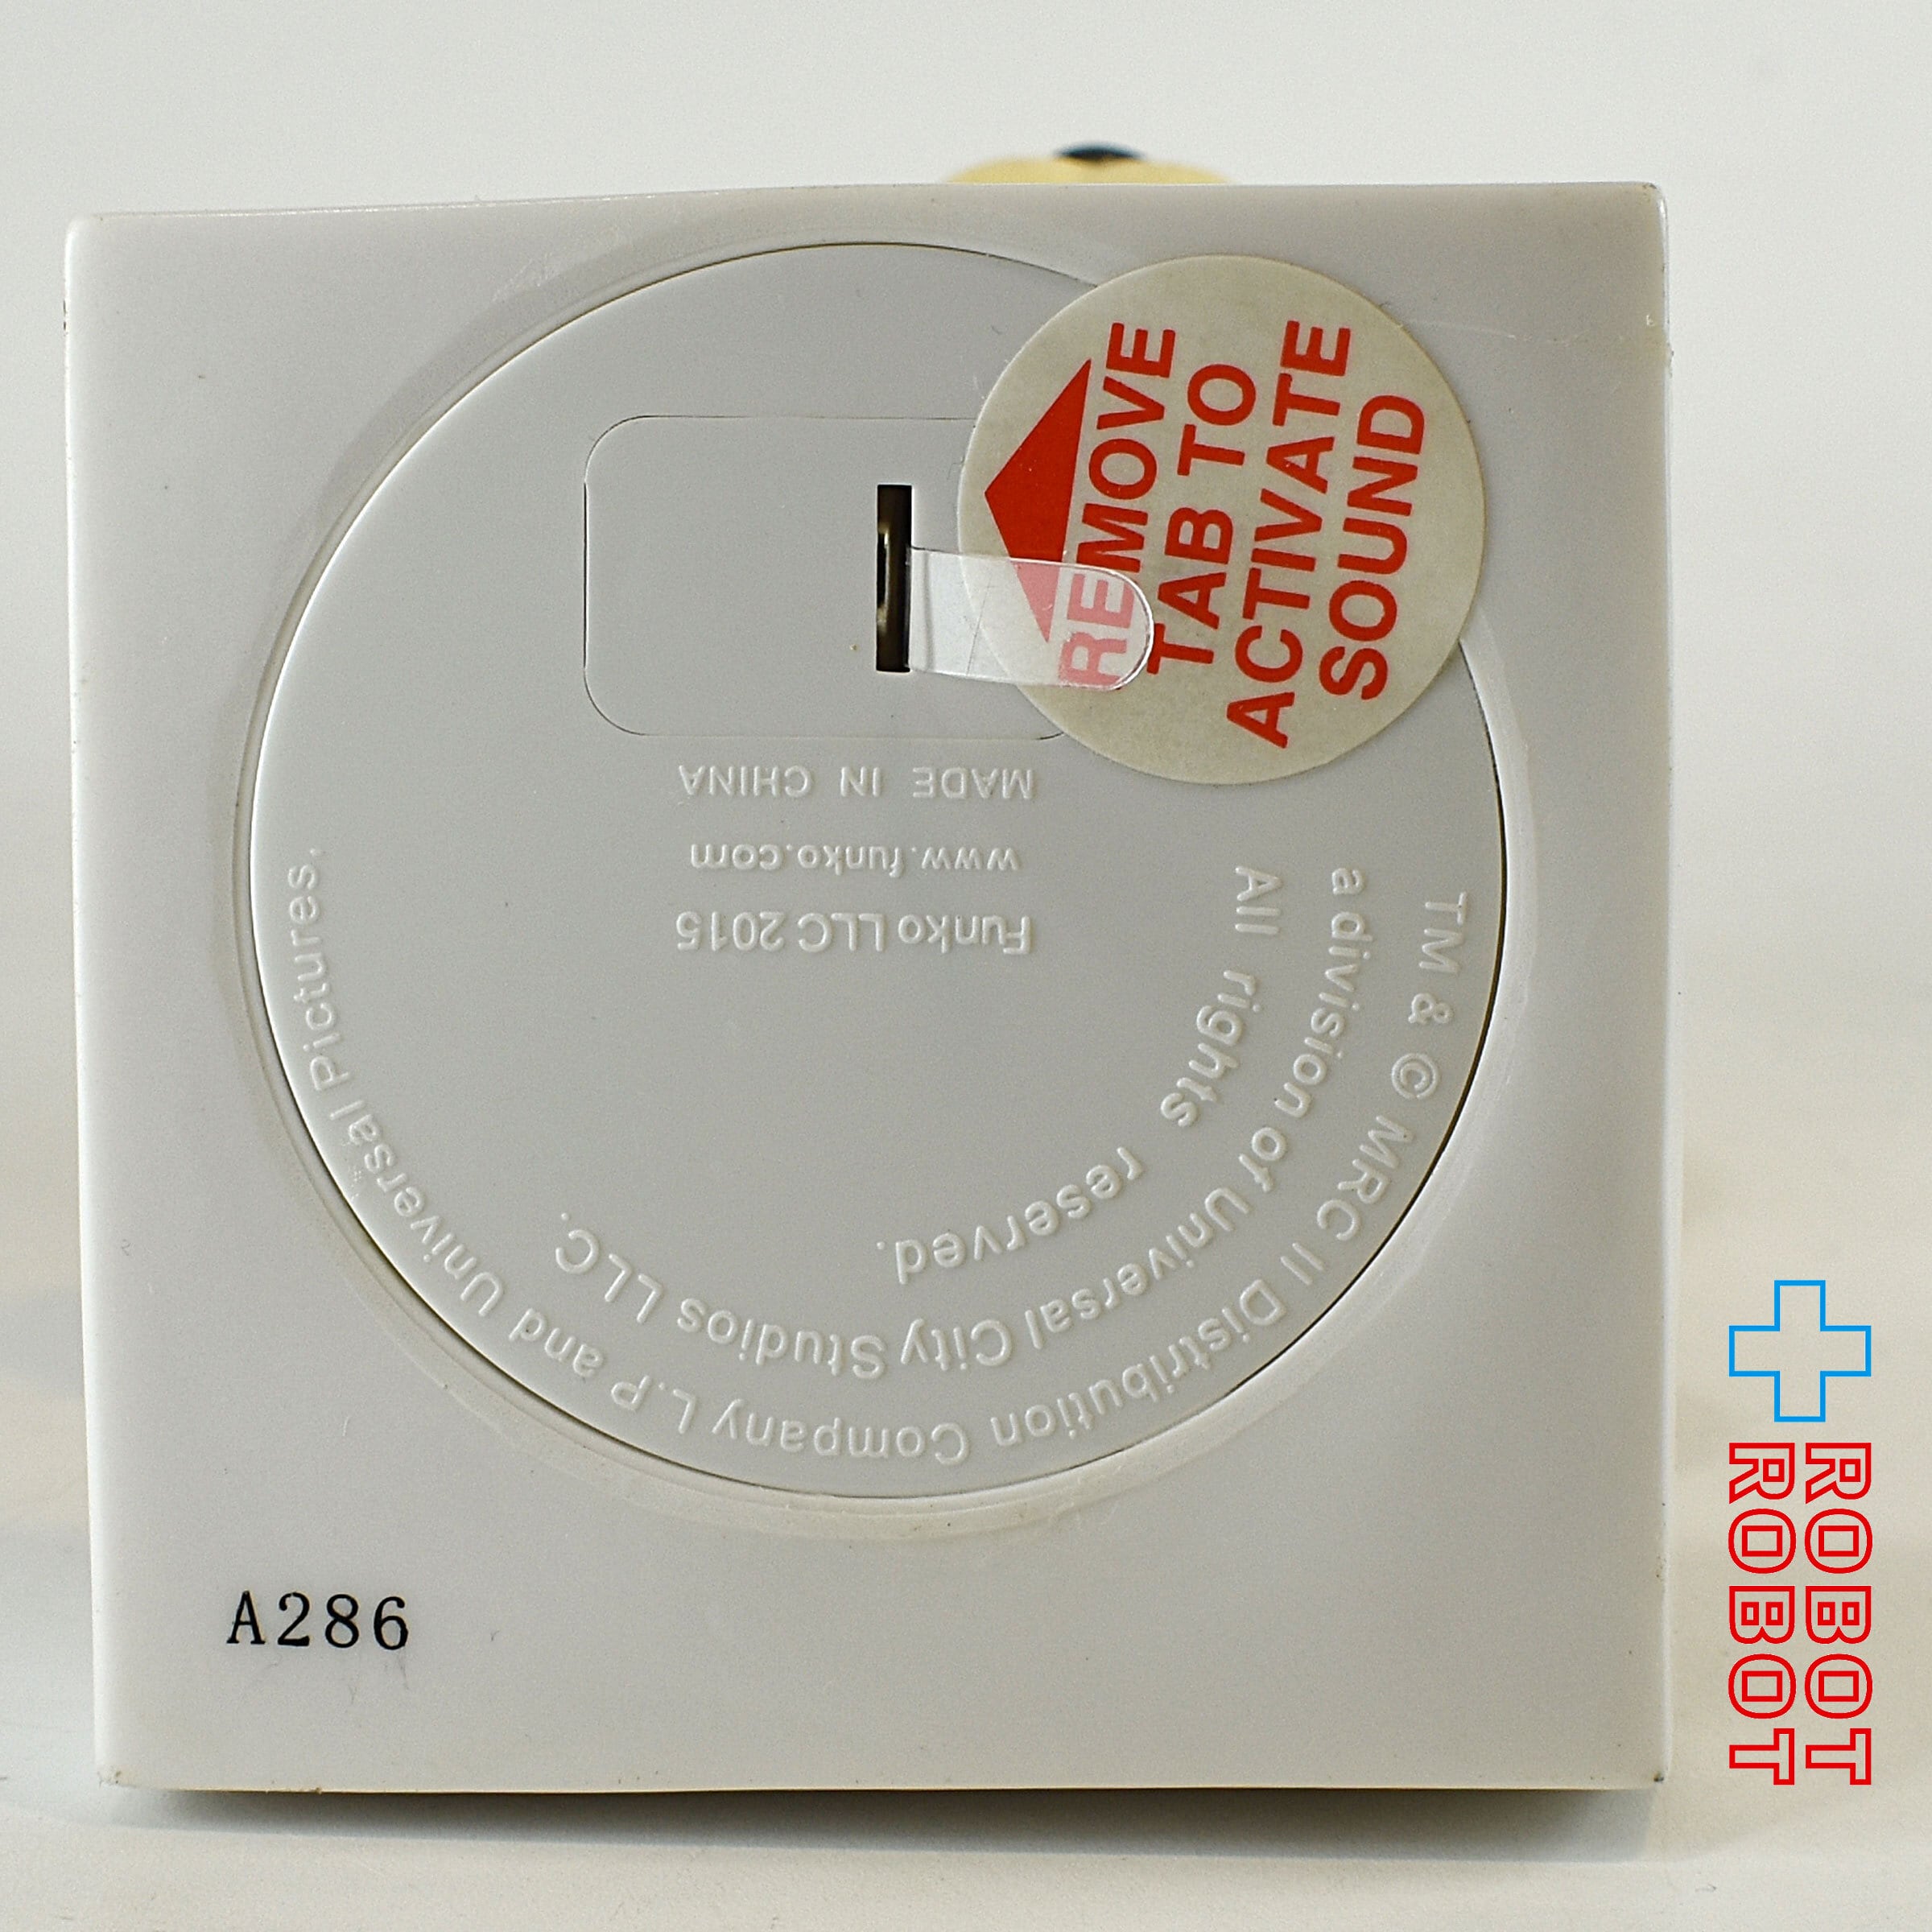 REMOVE
TAB TO
ACTIVATE
SOUND
TM & © MRC II Distribution Company L.P and Universal Pictures.
a division of Universal City Studios LLC.
All rights reserved.
Funko LLC 2015
www.funko.com
MADE IN CHINA
A286
ROBOT
ROBOT